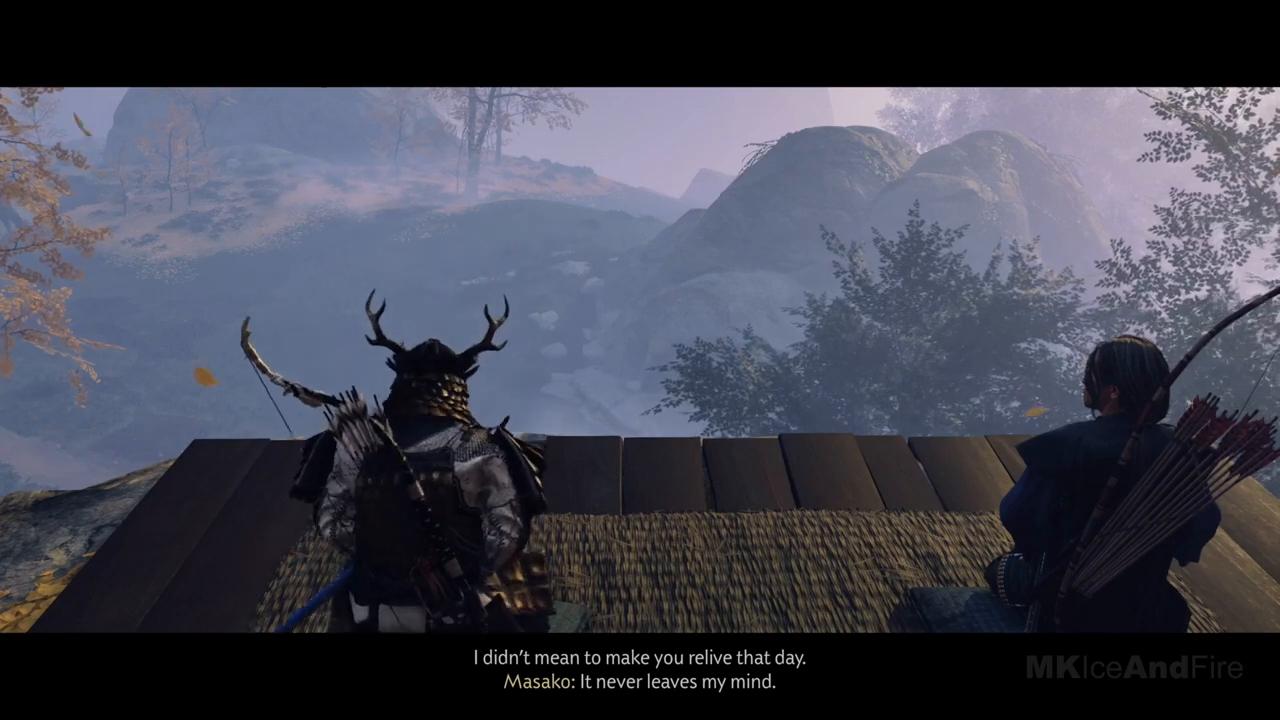 I didn't mean to make you relive that day.
Masako: It never leaves my mind.
MKIceAndFire